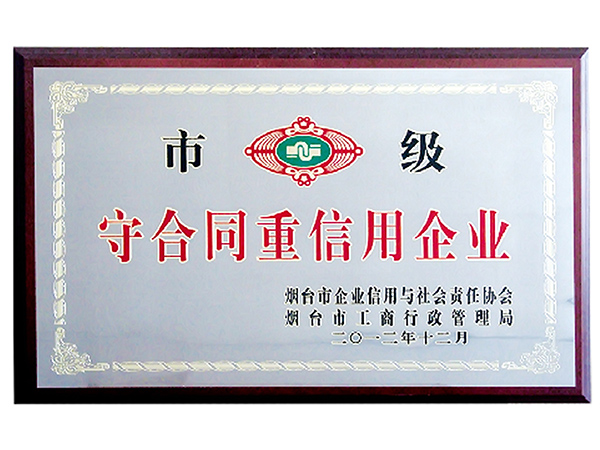 市 级
守合同重信用企业
烟台市企业信用与社会责任协会
烟台市工商行政管理局
二〇一二年十二月